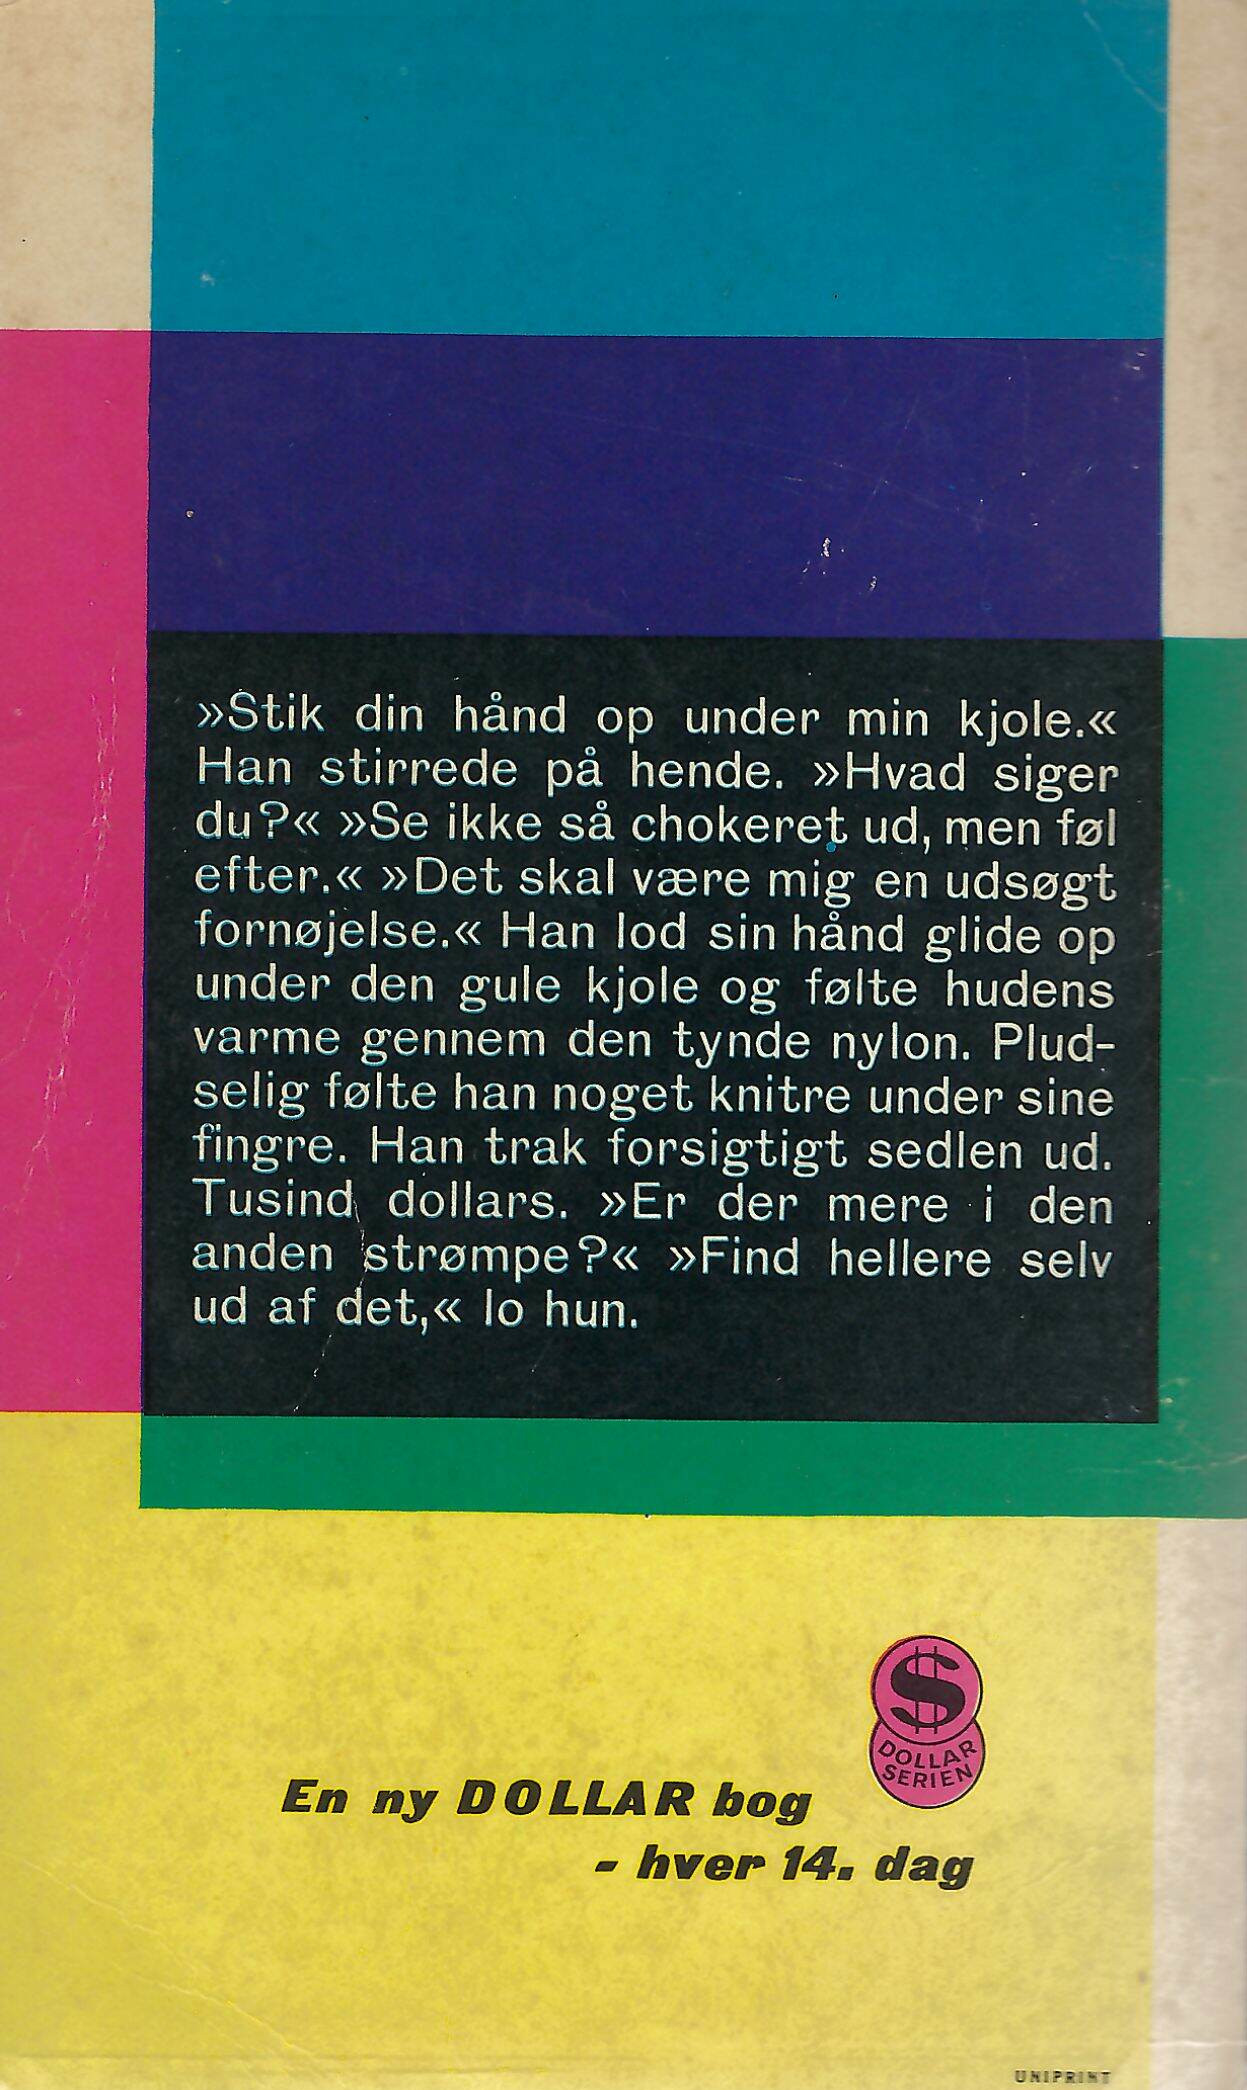 »Stik din hånd op under min kjole.«
Han stirrede på hende. »Hvad siger
du?« »Se ikke så chokeret ud, men føl
efter.« »Det skal være mig en udsøgt
fornøjelse.« Han lod sin hånd glide op
under den gule kjole og følte hudens
varme gennem den tynde nylon. Plud-
selig følte han noget knitre under sine
fingre. Han trak forsigtigt sedlen ud.
Tusind dollars. »Er der mere i den
anden strømpe?« »Find hellere selv
ud af det,« lo hun.
$
DOLLAR
SERIEN
En ny DOLLAR bog
- hver 14. dag
UNIPRINT